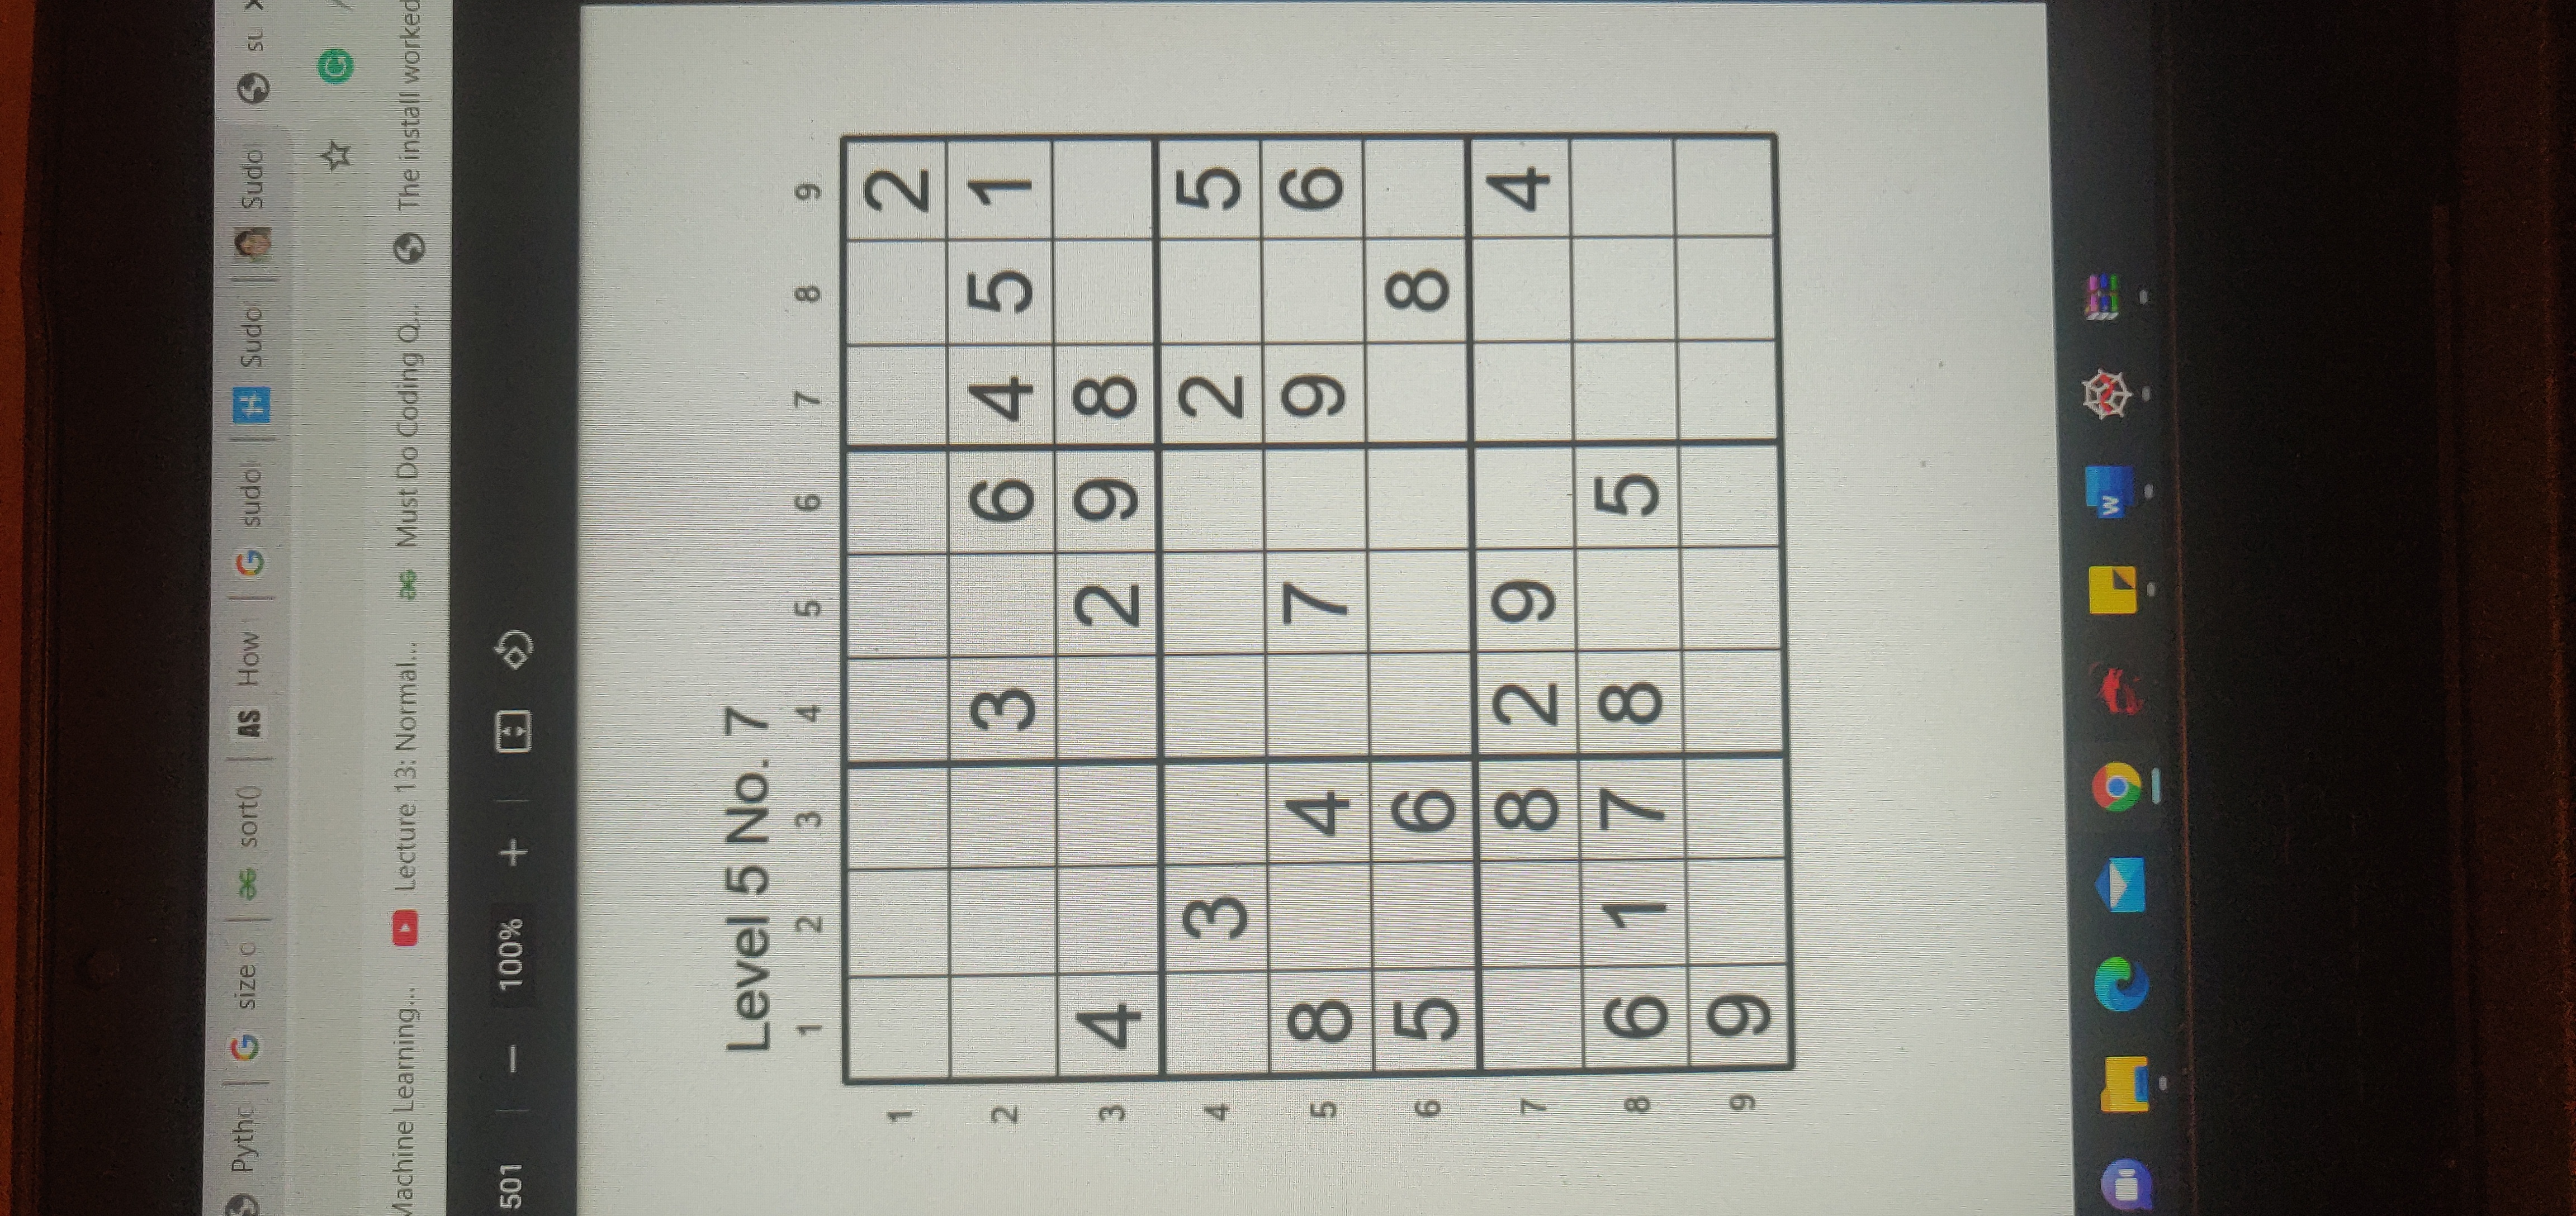 Pytho
size o
sort()
AS How
sudo
H Sudo
Sudo
Machine Learning...
Lecture 13: Normal...
Must Do Coding Q...
The install worked
501 — 100% +
Level 5 No. 7
1 2 3 4 5 6 7 8 9
1 2
2 3 6 4 5 1
3 4 2 9 8
4 3 2 5
5 8 4 7 9 6
6 5 6 8
7 8 2 9 4
8 6 1 7 8 5
9 9
W